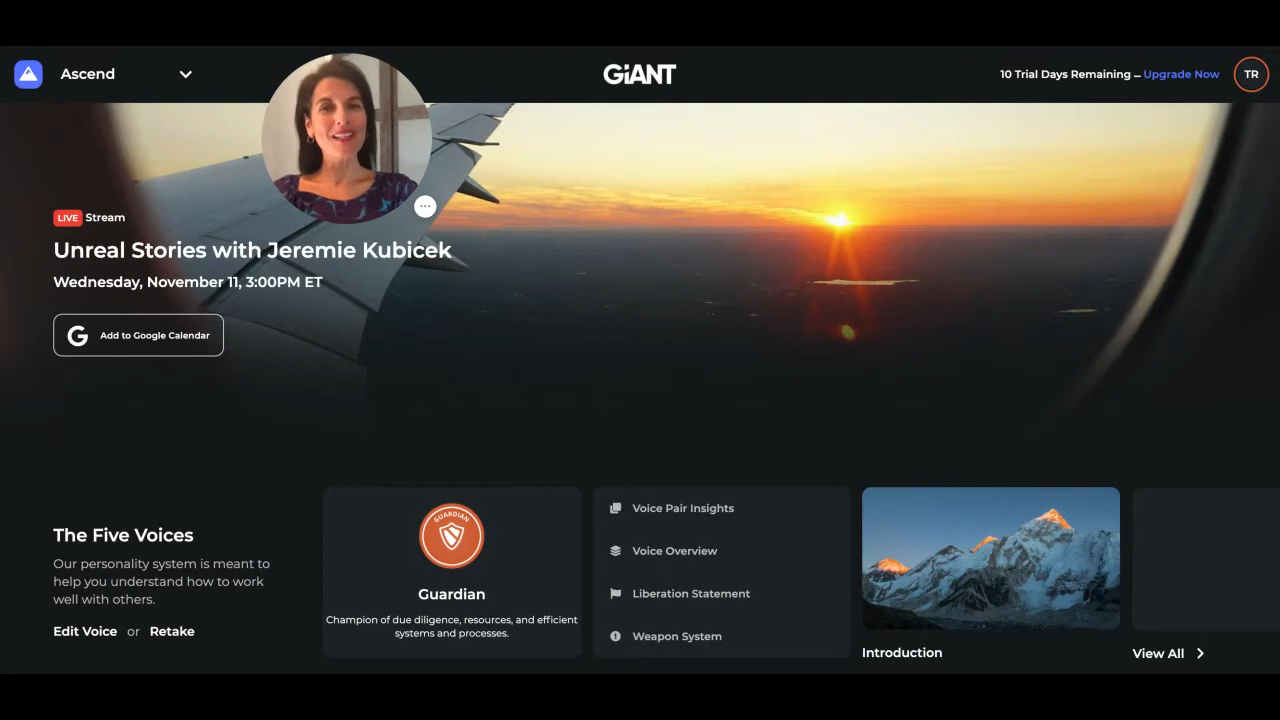 Ascend
GiANT
10 Trial Days Remaining – Upgrade Now
TR
LIVE Stream
Unreal Stories with Jeremie Kubicek
Wednesday, November 11, 3:00PM ET
G Add to Google Calendar
The Five Voices
Our personality system is meant to
help you understand how to work
well with others.
Edit Voice or Retake
GUARDIAN
Guardian
Champion of due diligence, resources, and efficient
systems and processes.
Voice Pair Insights
Voice Overview
Liberation Statement
Weapon System
Introduction
View All